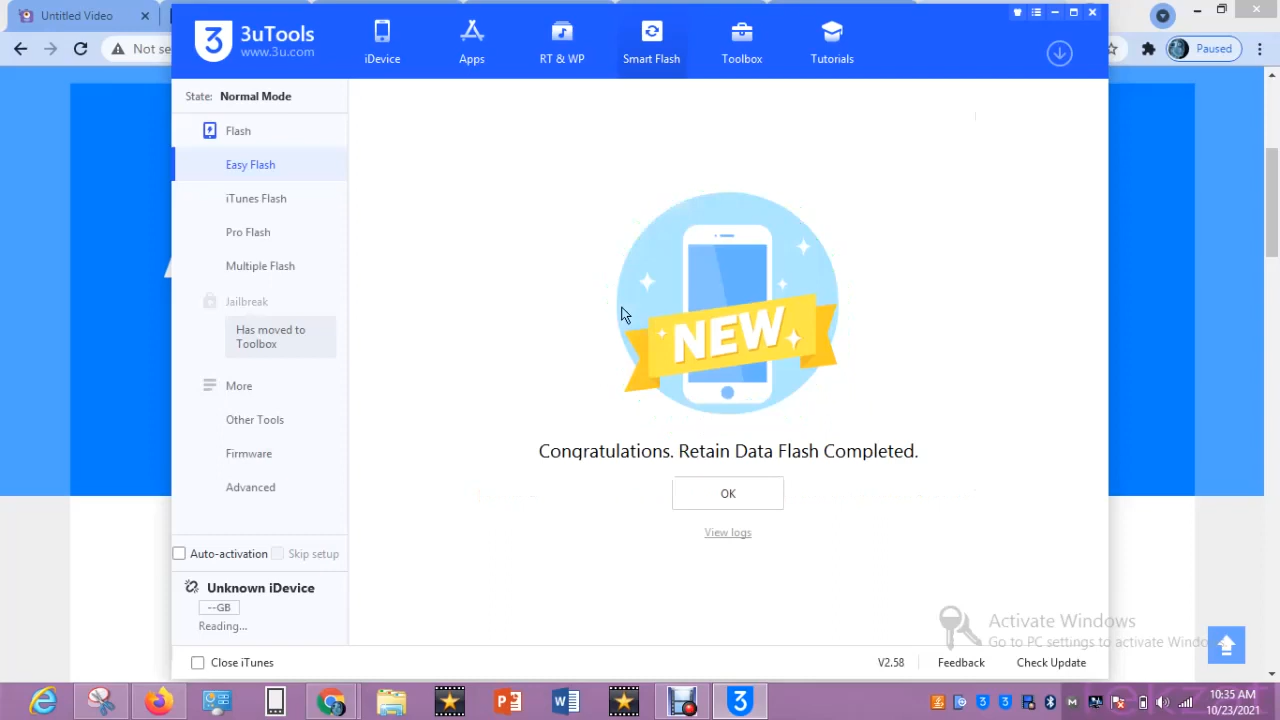 Untitled Video
Not se
Paused
3 3uTools
www.3u.com
iDevice
Apps
RT & WP
Smart Flash
Toolbox
Tutorials
State: Normal Mode
Flash
Easy Flash
iTunes Flash
Pro Flash
Multiple Flash
Jailbreak
Has moved to
Toolbox
More
Other Tools
Firmware
Advanced
Auto-activation Skip setup
Unknown iDevice
--GB
Reading...
Close iTunes
NEW
Congratulations. Retain Data Flash Completed.
OK
View logs
Activate Windows
Go to PC settings to activate Windo
V2.58 Feedback Check Update
10:35 AM
10/23/2021